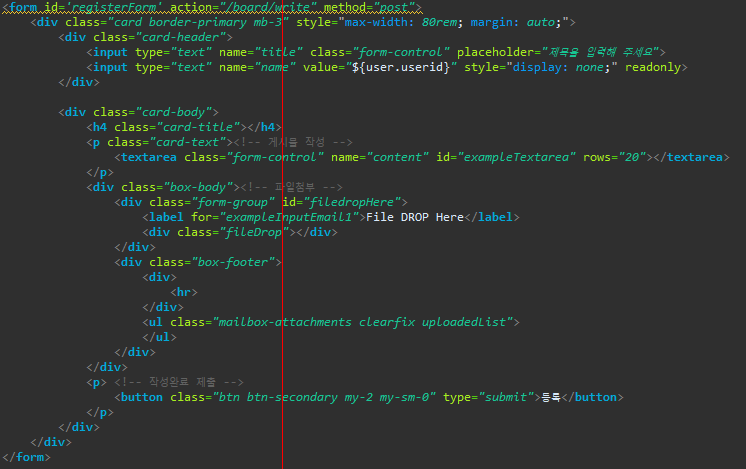 <form id='registerForm' action="/board/write" method="post">
<div class="card border-primary mb-3" style="max-width: 80rem; margin: auto;">
<div class="card-header">
<input type="text" name="title" class="form-control" placeholder="제목을 입력해 주세요">
<input type="text" name="name" value="${user.userid}" style="display: none;" readonly>
</div>
<div class="card-body">
<h4 class="card-title"></h4>
<p class="card-text"><!-- 게시물 작성 -->
<textarea class="form-control" name="content" id="exampleTextarea" rows="20"></textarea>
</p>
<div class="box-body"><!-- 파일첨부 -->
<div class="form-group" id="filedropHere">
<label for="exampleInputEmail1">File DROP Here</label>
<div class="fileDrop"></div>
</div>
<div class="box-footer">
<div>
<hr>
</div>
<ul class="mailbox-attachments clearfix uploadedList">
</ul>
</div>
</div>
<p> <!-- 작성완료 제출 -->
<button class="btn btn-secondary my-2 my-sm-0" type="submit">등록</button>
</p>
</div>
</div>
</form>